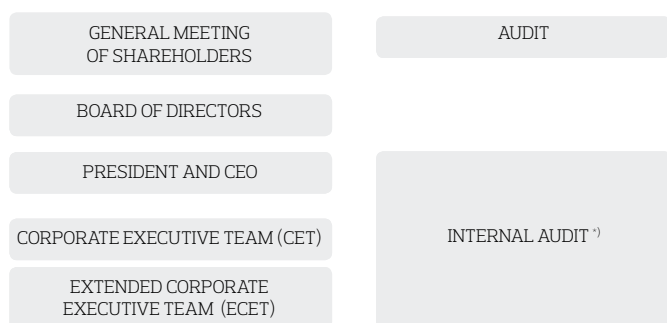 GENERAL MEETING
OF SHAREHOLDERS
AUDIT
BOARD OF DIRECTORS
PRESIDENT AND CEO
CORPORATE EXECUTIVE TEAM (CET)
INTERNAL AUDIT *)
EXTENDED CORPORATE
EXECUTIVE TEAM (ECET)